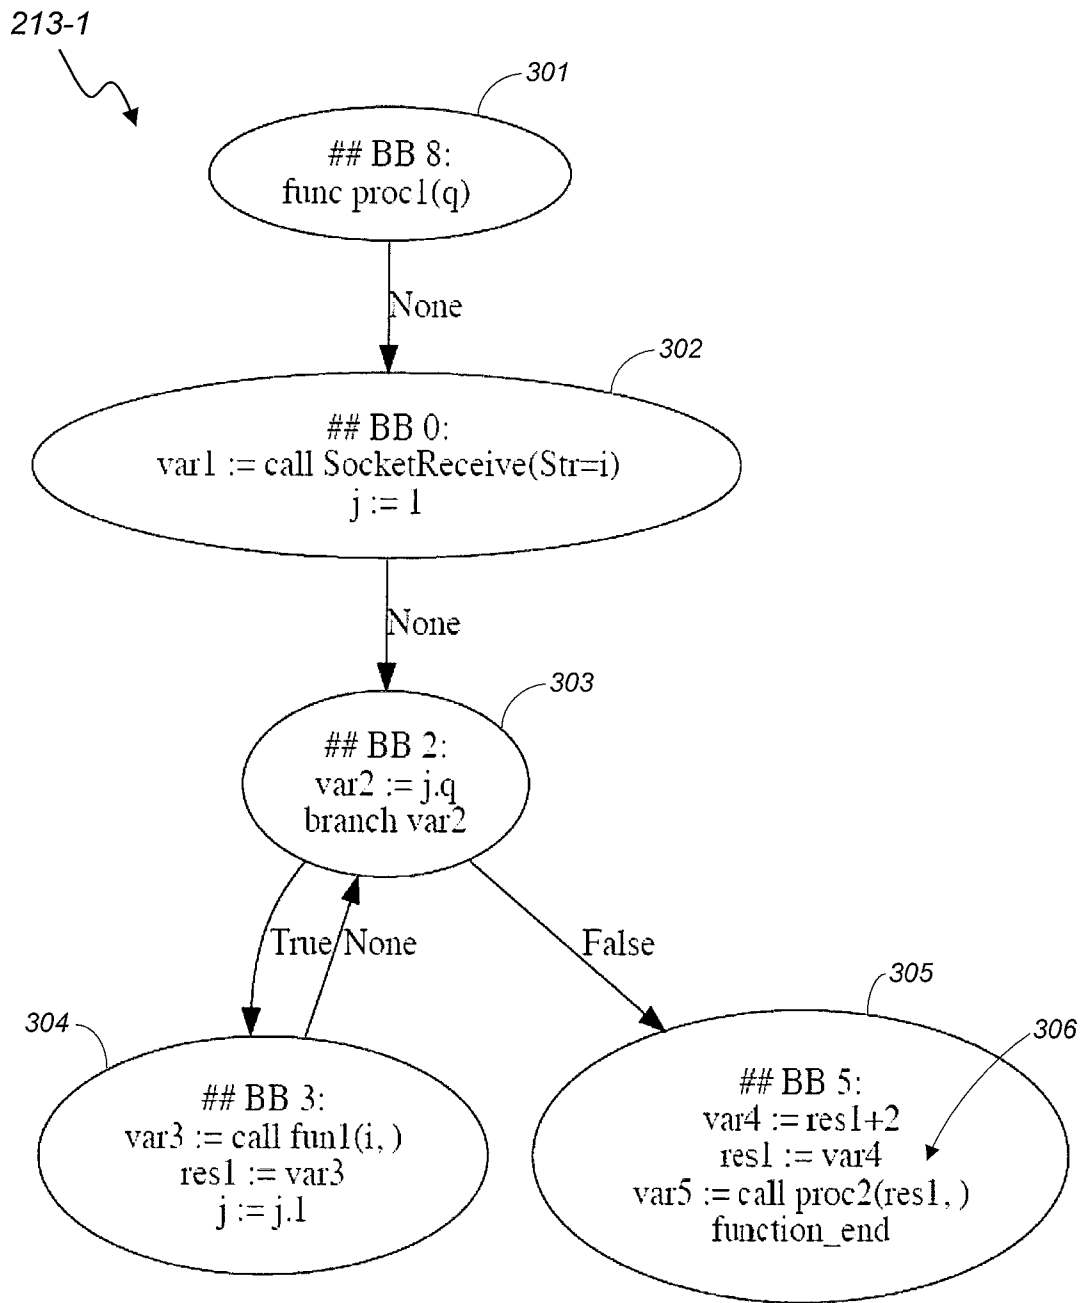 213-1
301
## BB 8:
func proc1(q)
None
302
## BB 0:
var1 := call SocketReceive(Str=i)
j := 1
None
303
## BB 2:
var2 := j.q
branch var2
True
None
False
304
305
306
## BB 3:
var3 := call fun1(i, )
res1 := var3
j := j.1
## BB 5:
var4 := res1+2
res1 := var4
var5 := call proc2(res1, )
function_end